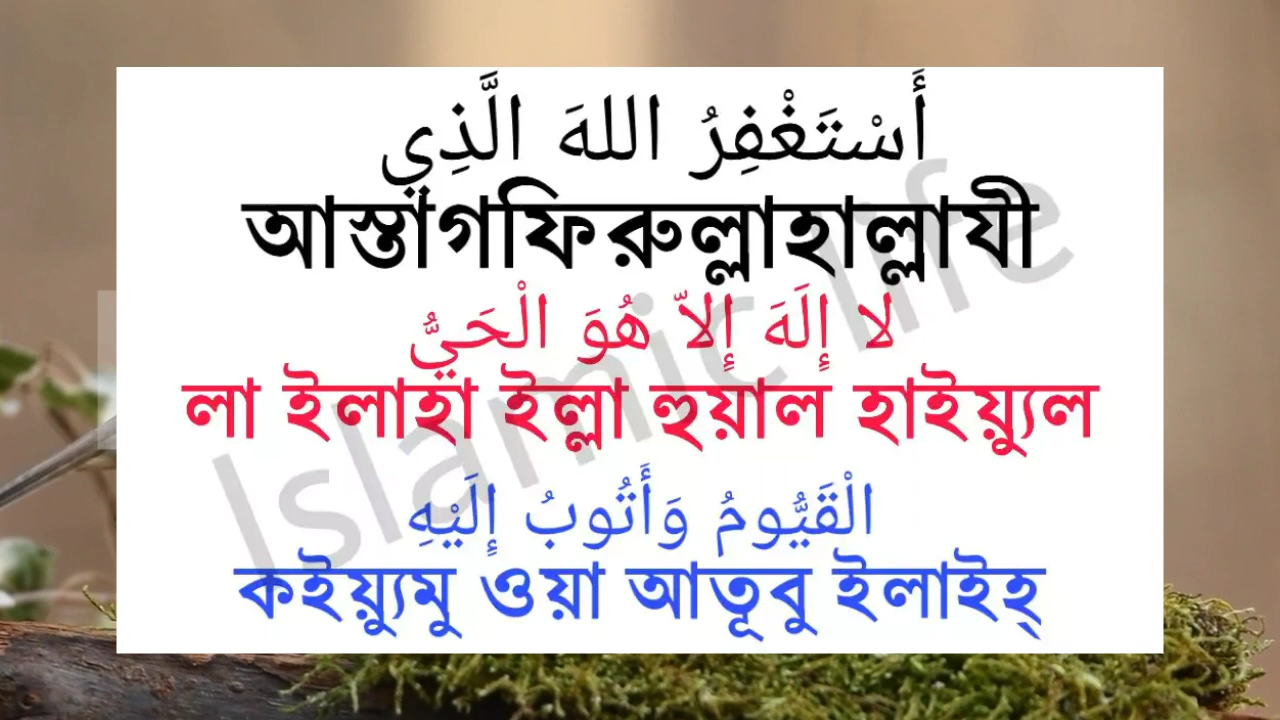 أَسْتَغْفِرُ اللهَ الَّذِي
আস্তাগফিরুল্লাহাল্লাযী
لا إِلَهَ إِلاّ هُوَ الْحَيُّ
লা ইলাহা ইল্লা হুয়াল হাইয়্যুল
الْقَيُّومُ وَأَتُوبُ إِلَيْهِ
কইয়্যুমু ওয়া আতূবু ইলাইহ্
Islamic life